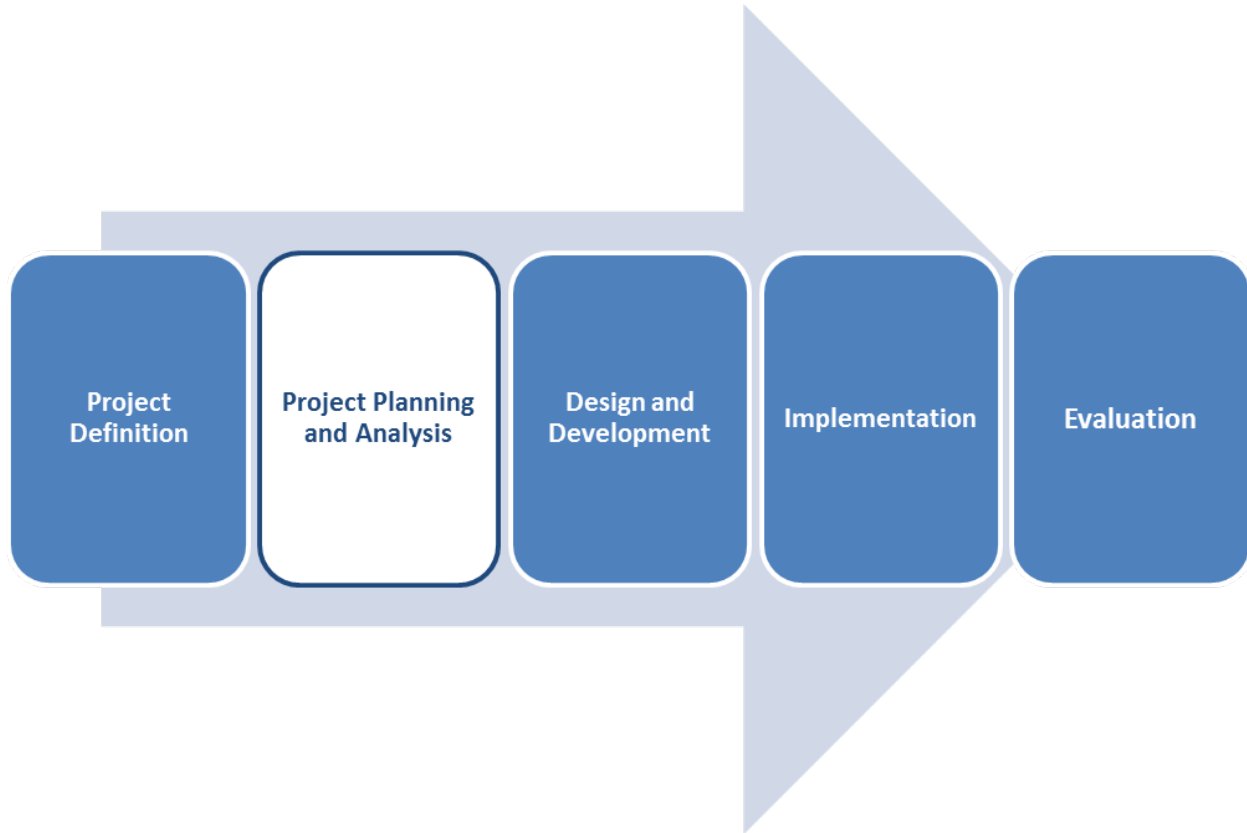 Project
Definition
Project Planning
and Analysis
Design and
Development
Implementation
Evaluation